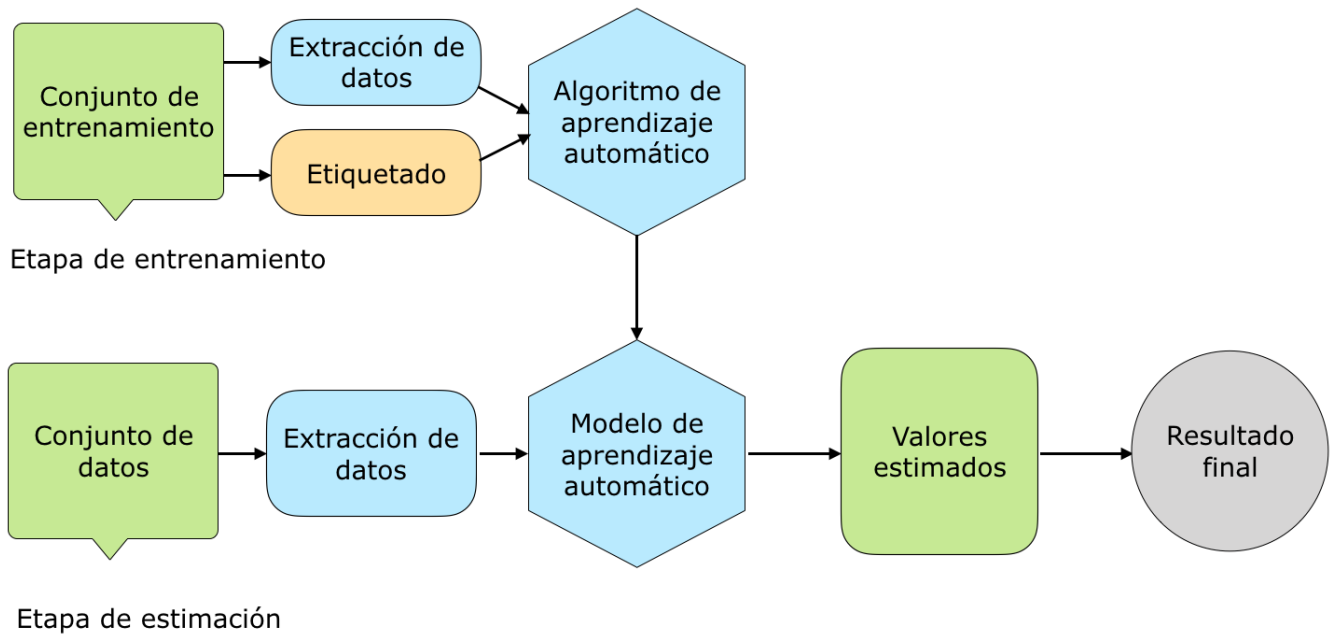 Conjunto de
entrenamiento
Extracción de
datos
Etiquetado
Algoritmo de
aprendizaje
automático
Etapa de entrenamiento
Conjunto de
datos
Extracción de
datos
Modelo de
aprendizaje
automático
Valores
estimados
Resultado
final
Etapa de estimación